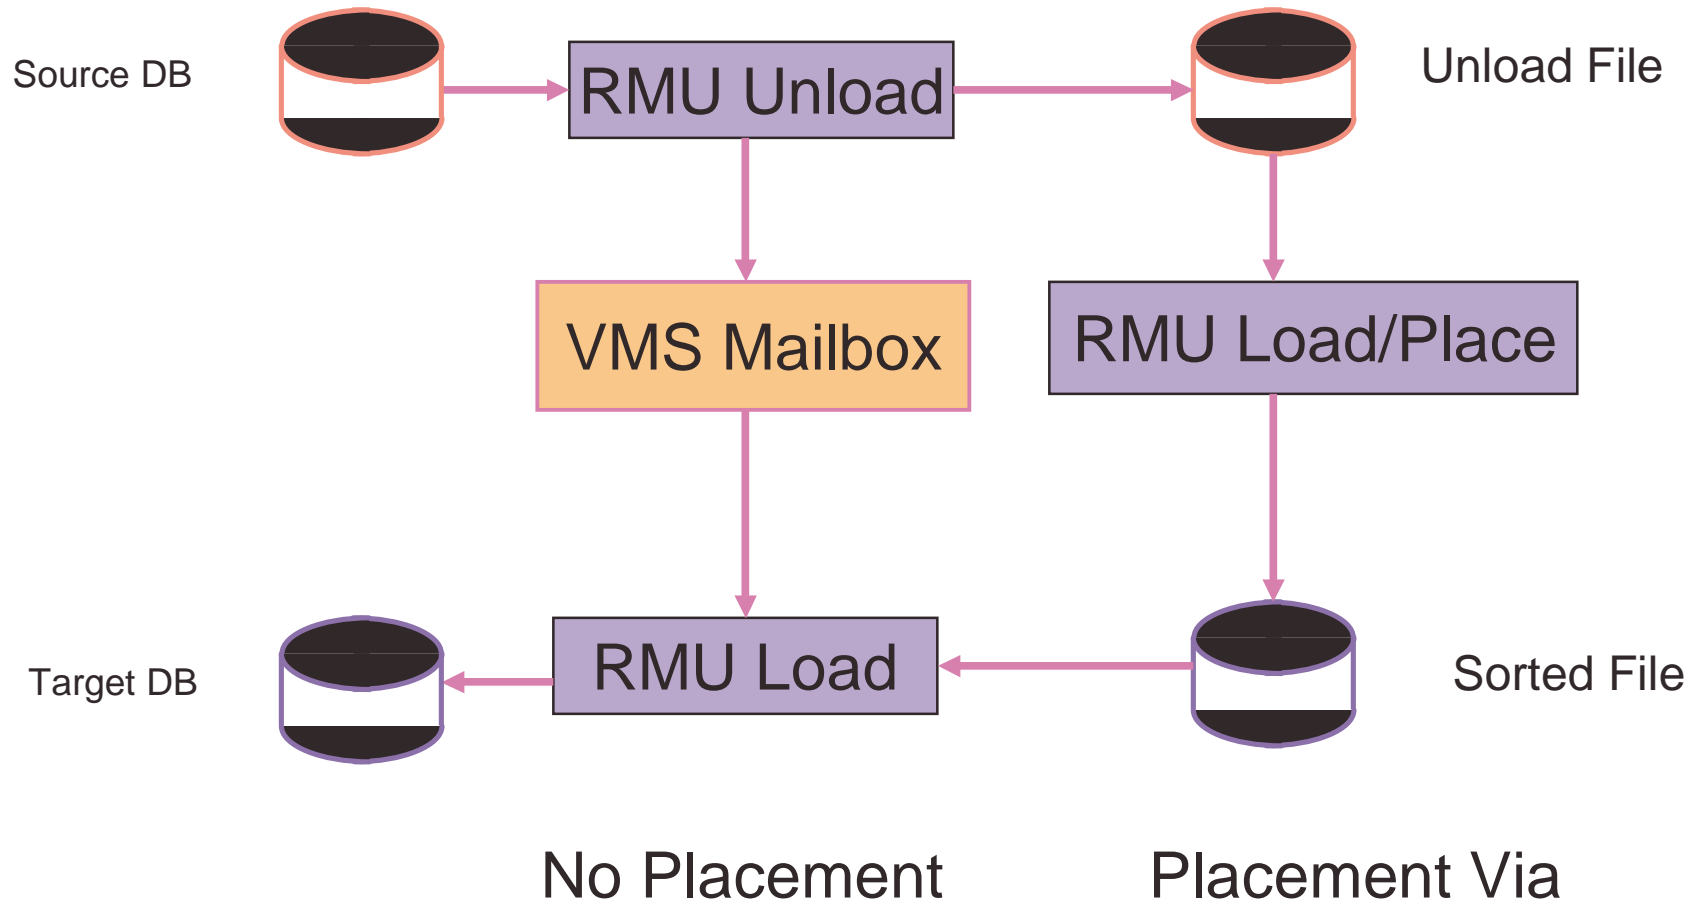 Source DB
RMU Unload
Unload File
VMS Mailbox
RMU Load/Place
Target DB
RMU Load
Sorted File
No Placement
Placement Via